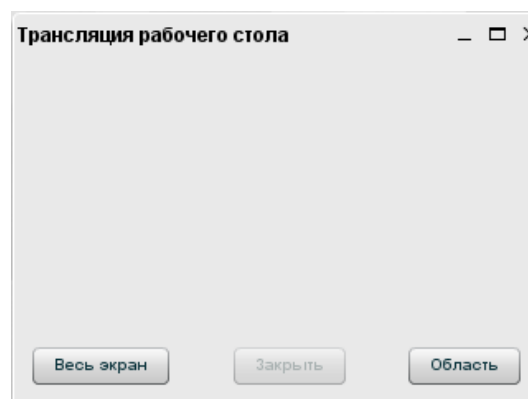 Трансляция рабочего стола
Весь экран Закрыть Область